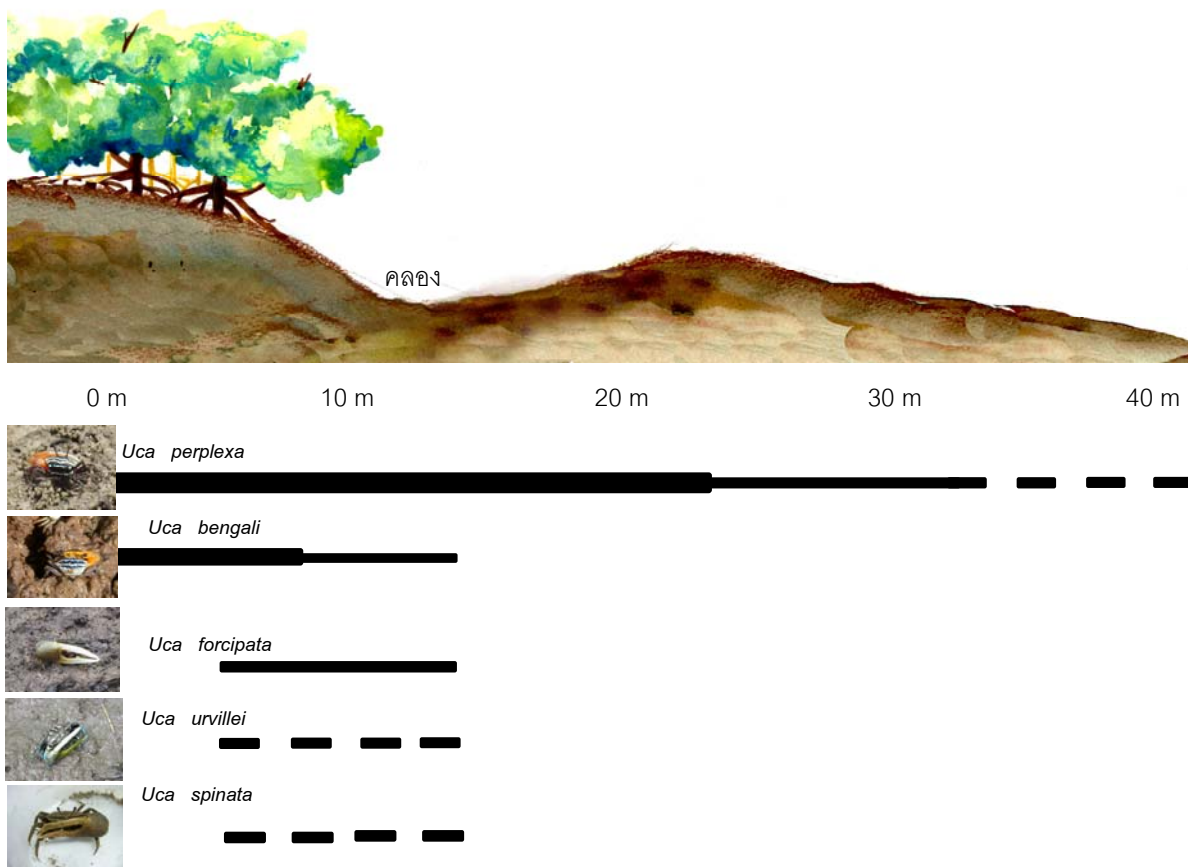 คลอง
0 m 10 m 20 m 30 m 40 m
Uca perplexa
Uca bengali
Uca forcipata
Uca urvillei
Uca spinata